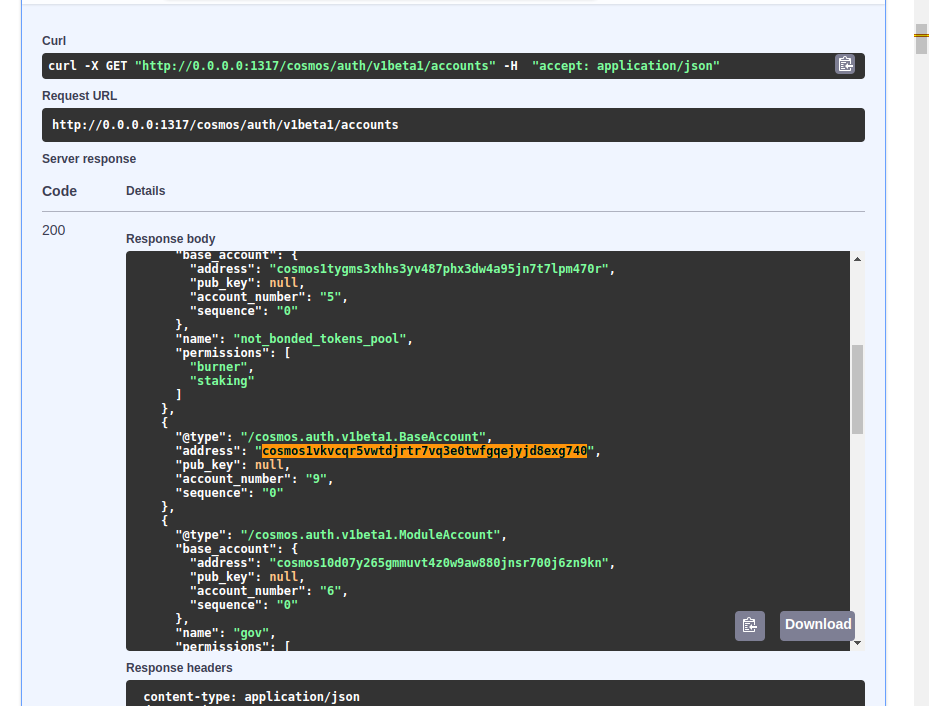 Curl
curl -X GET "http://0.0.0.0:1317/cosmos/auth/v1beta1/accounts" -H  "accept: application/json"
Request URL
http://0.0.0.0:1317/cosmos/auth/v1beta1/accounts
Server response
Code Details
200
Response body
"base_account": {
"address": "cosmos1tygms3xhhs3yv487phx3dw4a95jn7t7lpm470r",
"pub_key": null,
"account_number": "5",
"sequence": "0"
},
"name": "not_bonded_tokens_pool",
"permissions": [
"burner",
"staking"
]
},
{
"@type": "/cosmos.auth.v1beta1.BaseAccount",
"address": "cosmos1vkvcqr5vwtdjrtr7vq3e0twfgqejyjd8exg740",
"pub_key": null,
"account_number": "9",
"sequence": "0"
},
{
"@type": "/cosmos.auth.v1beta1.ModuleAccount",
"base_account": {
"address": "cosmos10d07y265gmmuvt4z0w9aw880jnsr700j6zn9kn",
"pub_key": null,
"account_number": "6",
"sequence": "0"
},
"name": "gov",
"permissions": [
Download
Response headers
content-type: application/json